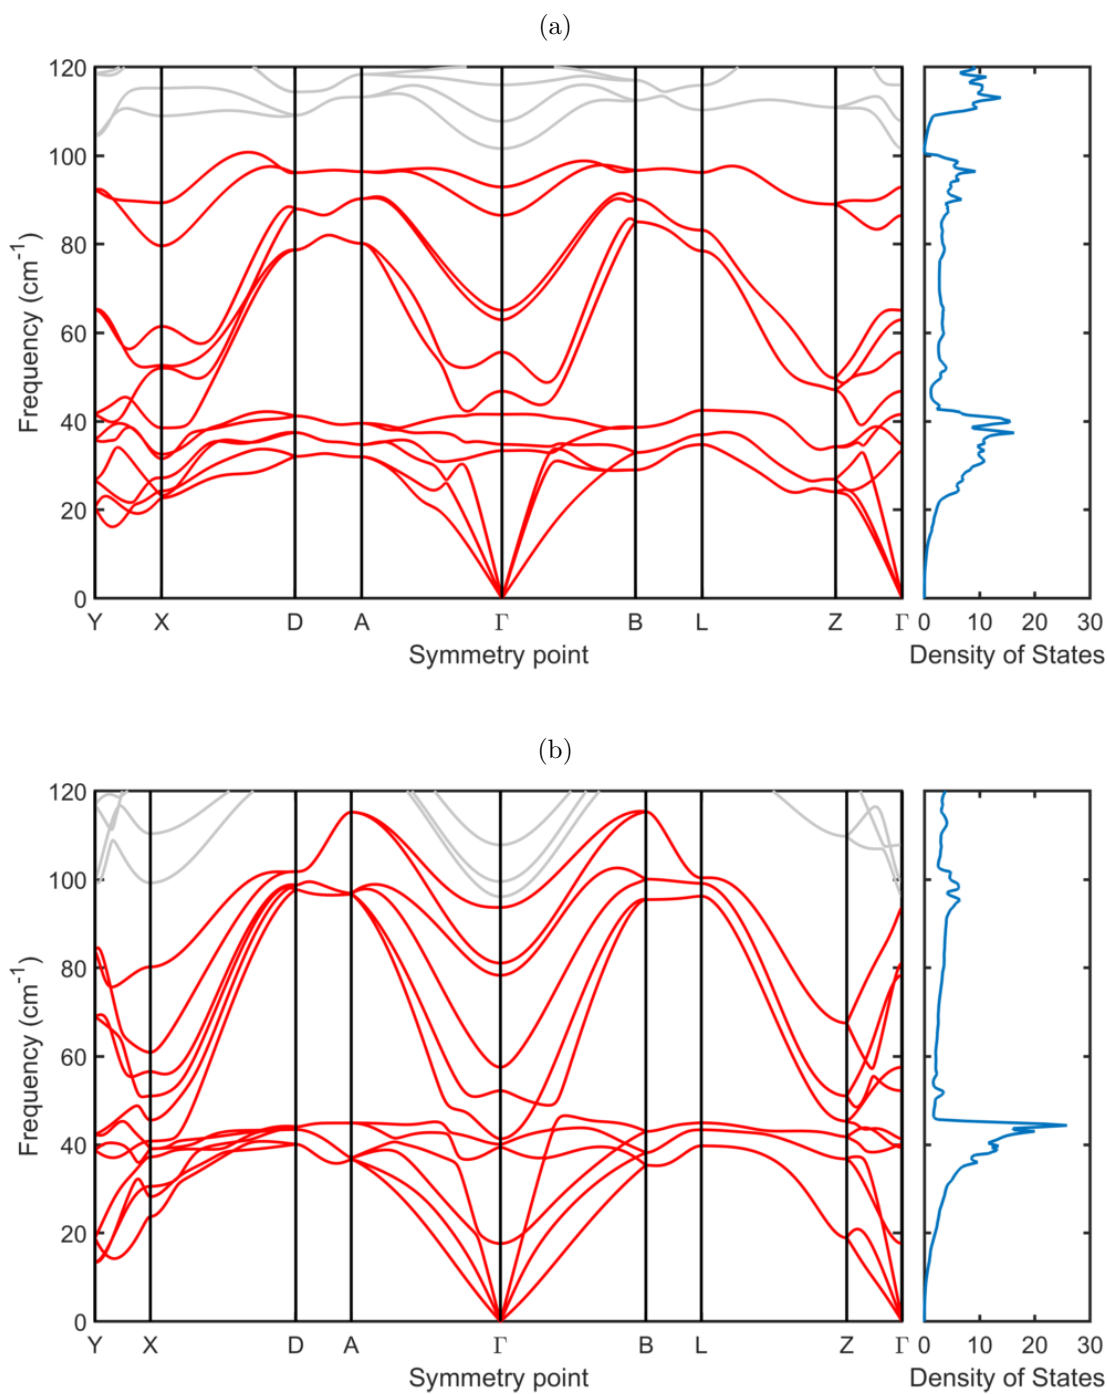 (a)
120
100
80
60
40
20
0
Frequency (cm-1)
Y X D A Γ B L Z Γ
Symmetry point
0 10 20 30
Density of States
(b)
120
100
80
60
40
20
0
Frequency (cm-1)
Y X D A Γ B L Z Γ
Symmetry point
0 10 20 30
Density of States